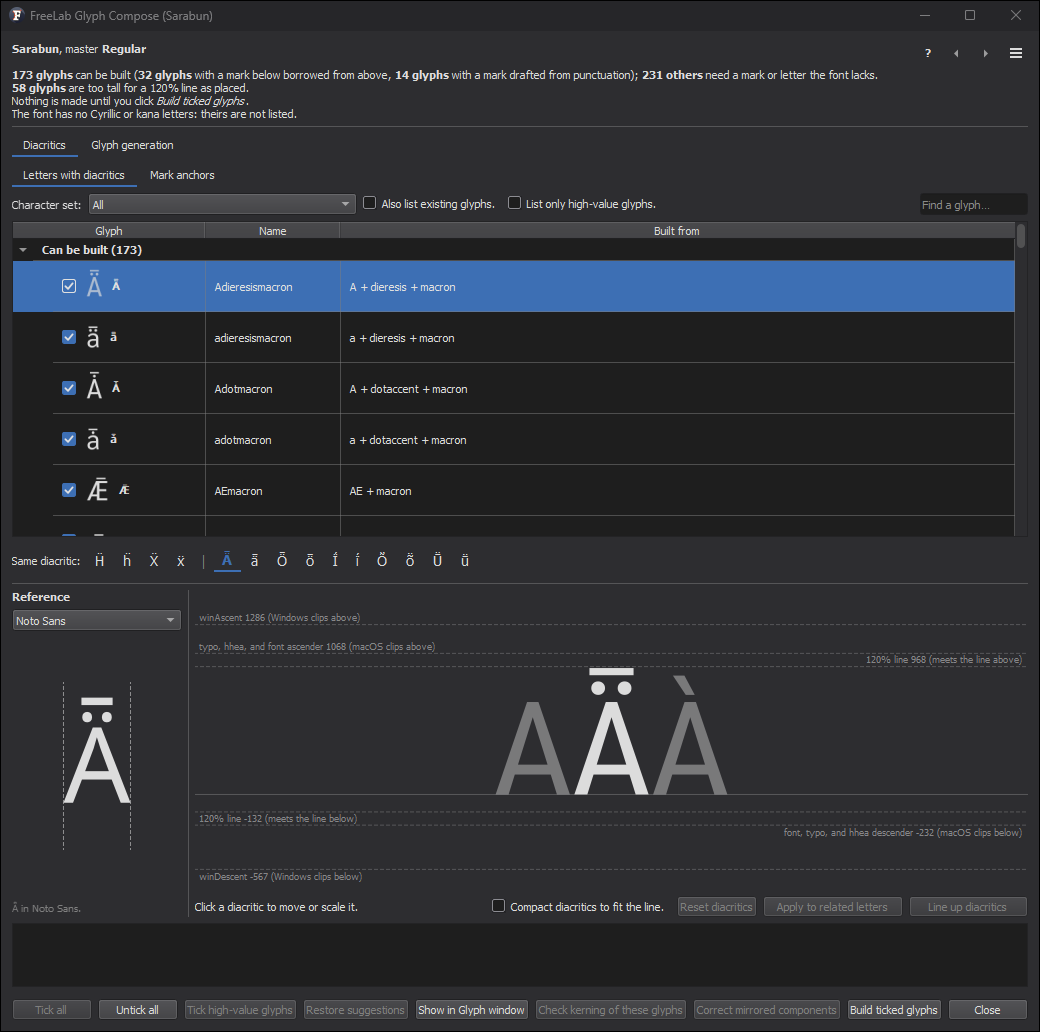 FreeLab Glyph Compose (Sarabun)
Sarabun, master Regular
?
173 glyphs can be built (32 glyphs with a mark below borrowed from above, 14 glyphs with a mark drafted from punctuation); 231 others need a mark or letter the font lacks.
58 glyphs are too tall for a 120% line as placed.
Nothing is made until you click Build ticked glyphs.
The font has no Cyrillic or kana letters: theirs are not listed.
Diacritics Glyph generation
Letters with diacritics Mark anchors
Character set: All Also list existing glyphs. List only high-value glyphs. Find a glyph...
Glyph Name Built from
Can be built (173)
Ǟ Ǟ Adieresismacron A + dieresis + macron
ǟ ǟ adieresismacron a + dieresis + macron
Ǡ Ǡ Adotmacron A + dotaccent + macron
ǡ ǡ adotmacron a + dotaccent + macron
Ǣ Ǣ AEmacron AE + macron
Same diacritic: Ḧ ḧ Ẍ ẍ | Ǟ ǟ Ȫ ȫ Ḯ ḯ Ṏ ṏ Ǖ ǖ
Reference
Noto Sans
winAscent 1286 (Windows clips above)
typo, hhea, and font ascender 1068 (macOS clips above)
120% line 968 (meets the line above)
Ǟ
AǞÀ
120% line -132 (meets the line below)
font, typo, and hhea descender -232 (macOS clips below)
winDescent -567 (Windows clips below)
Ǟ in Noto Sans.
Click a diacritic to move or scale it. Compact diacritics to fit the line. Reset diacritics Apply to related letters Line up diacritics
Tick all Untick all Tick high-value glyphs Restore suggestions Show in Glyph window Check kerning of these glyphs Correct mirrored components Build ticked glyphs Close